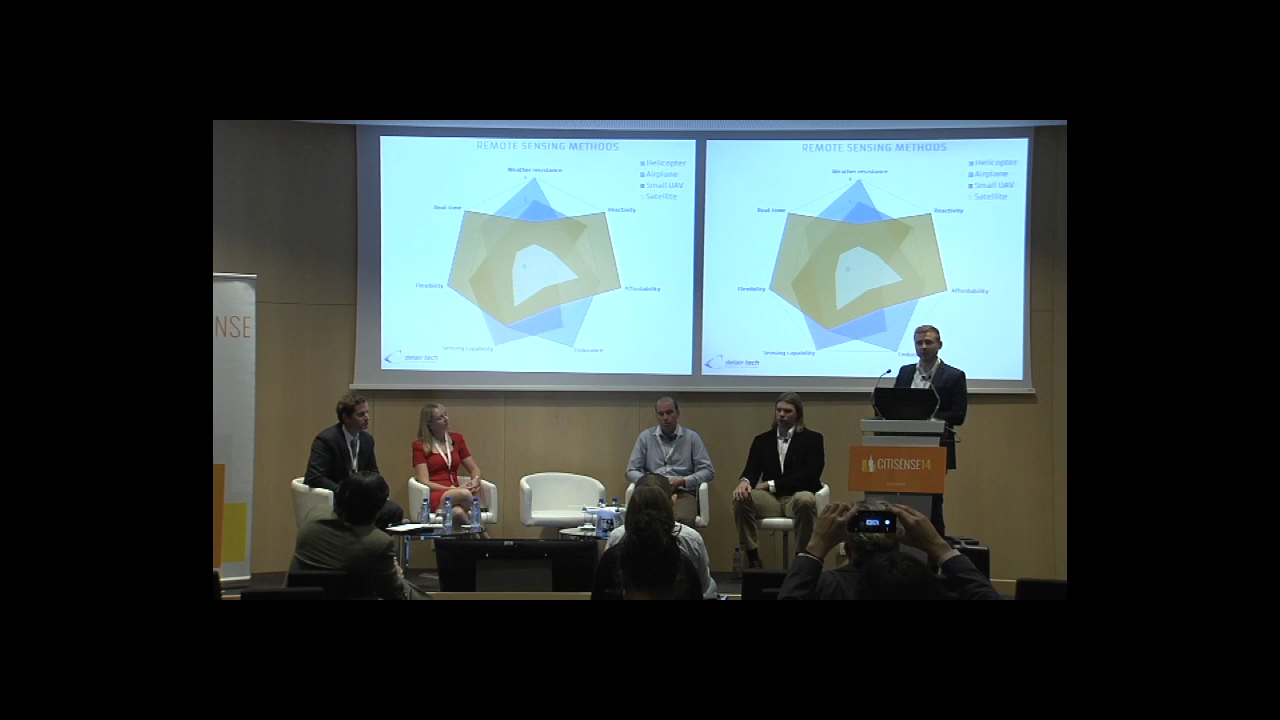 REMOTE SENSING METHODS
Helicopter
Airplane
Small UAV
Satellite
Weather resistance
Real-time
Reactivity
Flexibility
Affordability
Sensing capability
Endurance
delair-tech
REMOTE SENSING METHODS
Helicopter
Airplane
Small UAV
Satellite
Weather resistance
Real-time
Reactivity
Flexibility
Affordability
Sensing capability
delair-tech
NSE
CITISENSE14